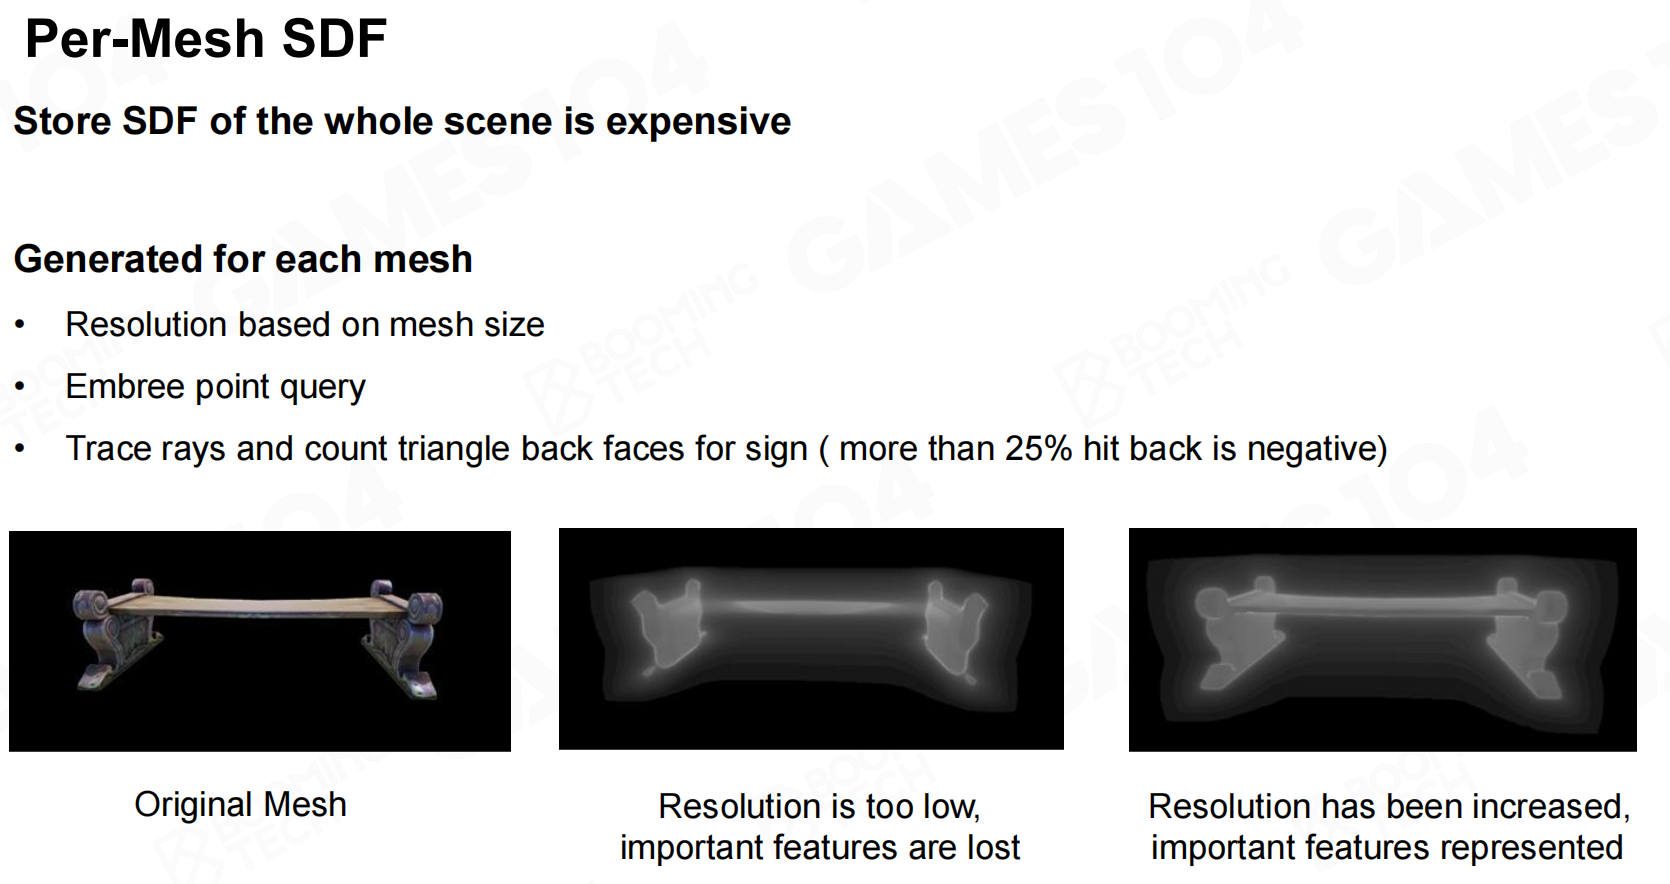 Per-Mesh SDF
Store SDF of the whole scene is expensive
Generated for each mesh
• Resolution based on mesh size
• Embree point query
• Trace rays and count triangle back faces for sign ( more than 25% hit back is negative)
Original Mesh
Resolution is too low,
important features are lost
Resolution has been increased,
important features represented
GAMES104
BOOMING
TECH